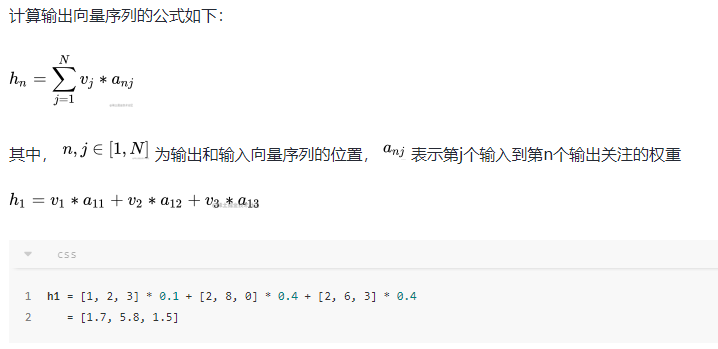 计算输出向量序列的公式如下：
h_n = \sum_{j=1}^{N} v_j * a_{nj}
其中， n, j ∈ [1, N] 为输出和输入向量序列的位置， a_{nj} 表示第j个输入到第n个输出关注的权重
h_1 = v_1 * a_{11} + v_2 * a_{12} + v_3 * a_{13}
css
1 h1 = [1, 2, 3] * 0.1 + [2, 8, 0] * 0.4 + [2, 6, 3] * 0.4
2 = [1.7, 5.8, 1.5]